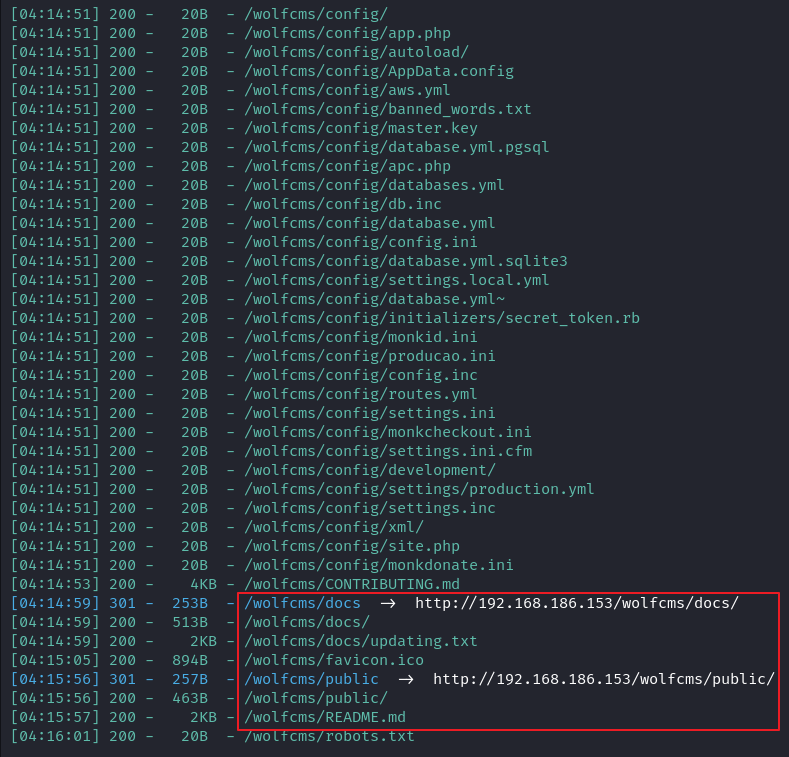 [04:14:51] 200 -   20B  - /wolfcms/config/
[04:14:51] 200 -   20B  - /wolfcms/config/app.php
[04:14:51] 200 -   20B  - /wolfcms/config/autoload/
[04:14:51] 200 -   20B  - /wolfcms/config/AppData.config
[04:14:51] 200 -   20B  - /wolfcms/config/aws.yml
[04:14:51] 200 -   20B  - /wolfcms/config/banned_words.txt
[04:14:51] 200 -   20B  - /wolfcms/config/master.key
[04:14:51] 200 -   20B  - /wolfcms/config/database.yml.pgsql
[04:14:51] 200 -   20B  - /wolfcms/config/apc.php
[04:14:51] 200 -   20B  - /wolfcms/config/databases.yml
[04:14:51] 200 -   20B  - /wolfcms/config/db.inc
[04:14:51] 200 -   20B  - /wolfcms/config/database.yml
[04:14:51] 200 -   20B  - /wolfcms/config/config.ini
[04:14:51] 200 -   20B  - /wolfcms/config/database.yml.sqlite3
[04:14:51] 200 -   20B  - /wolfcms/config/settings.local.yml
[04:14:51] 200 -   20B  - /wolfcms/config/database.yml~
[04:14:51] 200 -   20B  - /wolfcms/config/initializers/secret_token.rb
[04:14:51] 200 -   20B  - /wolfcms/config/monkid.ini
[04:14:51] 200 -   20B  - /wolfcms/config/producao.ini
[04:14:51] 200 -   20B  - /wolfcms/config/config.inc
[04:14:51] 200 -   20B  - /wolfcms/config/routes.yml
[04:14:51] 200 -   20B  - /wolfcms/config/settings.ini
[04:14:51] 200 -   20B  - /wolfcms/config/monkcheckout.ini
[04:14:51] 200 -   20B  - /wolfcms/config/settings.ini.cfm
[04:14:51] 200 -   20B  - /wolfcms/config/development/
[04:14:51] 200 -   20B  - /wolfcms/config/settings/production.yml
[04:14:51] 200 -   20B  - /wolfcms/config/settings.inc
[04:14:51] 200 -   20B  - /wolfcms/config/xml/
[04:14:51] 200 -   20B  - /wolfcms/config/site.php
[04:14:51] 200 -   20B  - /wolfcms/config/monkdonate.ini
[04:14:53] 200 -    4KB - /wolfcms/CONTRIBUTING.md
[04:14:59] 301 -  253B  - /wolfcms/docs  ->  http://192.168.186.153/wolfcms/docs/
[04:14:59] 200 -  513B  - /wolfcms/docs/
[04:14:59] 200 -    2KB - /wolfcms/docs/updating.txt
[04:15:05] 200 -  894B  - /wolfcms/favicon.ico
[04:15:56] 301 -  257B  - /wolfcms/public  ->  http://192.168.186.153/wolfcms/public/
[04:15:56] 200 -  463B  - /wolfcms/public/
[04:15:57] 200 -    2KB - /wolfcms/README.md
[04:16:01] 200 -   20B  - /wolfcms/robots.txt